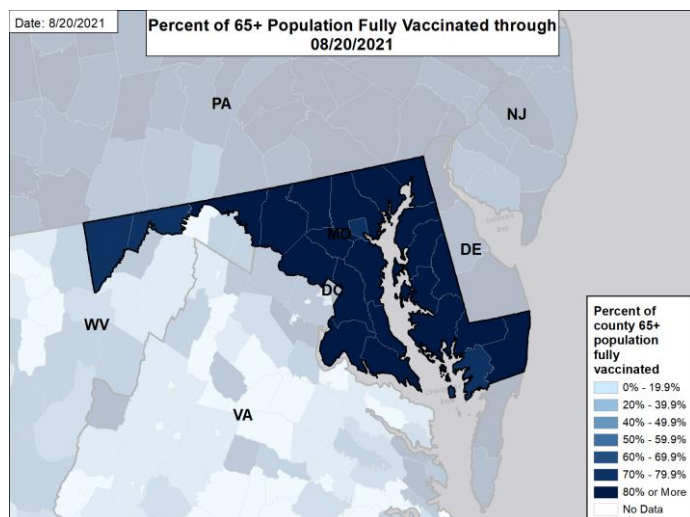 Date: 8/20/2021
Percent of 65+ Population Fully Vaccinated through
08/20/2021
PA
NJ
Delaware
Bay
MD
DE
DC
WV
VA
Percent of
county 65+
population
fully
vaccinated
0% - 19.9%
20% - 39.9%
40% - 49.9%
50% - 59.9%
60% - 69.9%
70% - 79.9%
80% or More
No Data